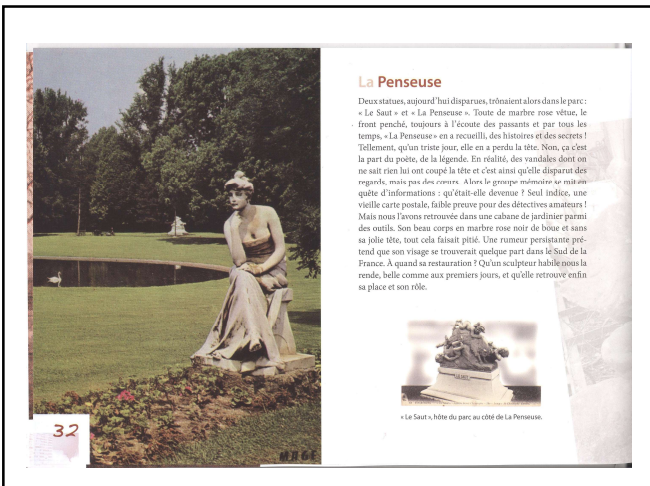 La Penseuse
Deux statues, aujourd'hui disparues, trônaient alors dans le parc :
« Le Saut » et « La Penseuse ». Toute de marbre rose vêtue, le
front penché, toujours à l'écoute des passants et par tous les
temps, « La Penseuse » en a recueilli, des histoires et des secrets !
Tellement, qu'un triste jour, elle en a perdu la tête. Non, ça c'est
la part du poète, de la légende. En réalité, des vandales dont on
ne sait rien lui ont coupé la tête et c'est ainsi qu'elle disparut des
regards, mais pas des cœurs. Alors le groupe mémoire se mit en
quête d'informations : qu'était-elle devenue ? Seul indice, une
vieille carte postale, faible preuve pour des détectives amateurs !
Mais nous l'avons retrouvée dans une cabane de jardinier parmi
des outils. Son beau corps en marbre rose noir de boue et sans
sa jolie tête, tout cela faisait pitié. Une rumeur persistante pré-
tend que son visage se trouverait quelque part dans le Sud de la
France. À quand sa restauration ? Qu'un sculpteur habile nous la
rende, belle comme aux premiers jours, et qu'elle retrouve enfin
sa place et son rôle.
« Le Saut », hôte du parc au côté de La Penseuse.
32